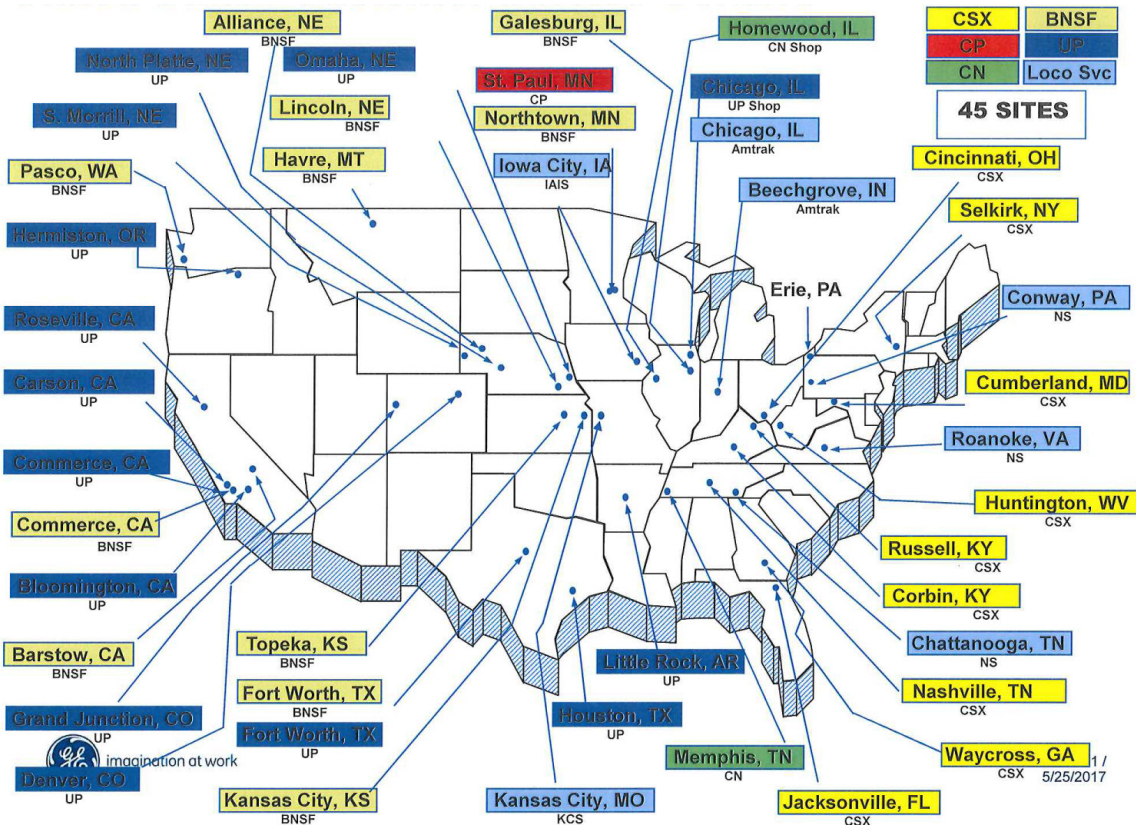 Alliance, NE
BNSF
Galesburg, IL
BNSF
Homewood, IL
CN Shop
CSX
BNSF
CP
UP
CN
Loco Svc
45 SITES
North Platte, NE
UP
Omaha, NE
UP
St. Paul, MN
CP
Chicago, IL
UP Shop
S. Morrill, NE
UP
Lincoln, NE
BNSF
Northtown, MN
BNSF
Chicago, IL
Amtrak
Cincinnati, OH
CSX
Pasco, WA
BNSF
Havre, MT
BNSF
Iowa City, IA
IAIS
Beechgrove, IN
Amtrak
Selkirk, NY
CSX
Hermiston, OR
UP
Erie, PA
Conway, PA
NS
Roseville, CA
UP
Carson, CA
UP
Cumberland, MD
CSX
Commerce, CA
UP
Roanoke, VA
NS
Commerce, CA
BNSF
Huntington, WV
CSX
Bloomington, CA
UP
Russell, KY
CSX
Corbin, KY
CSX
Barstow, CA
BNSF
Topeka, KS
BNSF
Little Rock, AR
UP
Chattanooga, TN
NS
Fort Worth, TX
BNSF
Nashville, TN
CSX
Grand Junction, CO
UP
Fort Worth, TX
UP
Houston, TX
UP
GE
imagination at work
Memphis, TN
CN
Waycross, GA
CSX
1 /
5/25/2017
Denver, CO
UP
Kansas City, KS
BNSF
Kansas City, MO
KCS
Jacksonville, FL
CSX